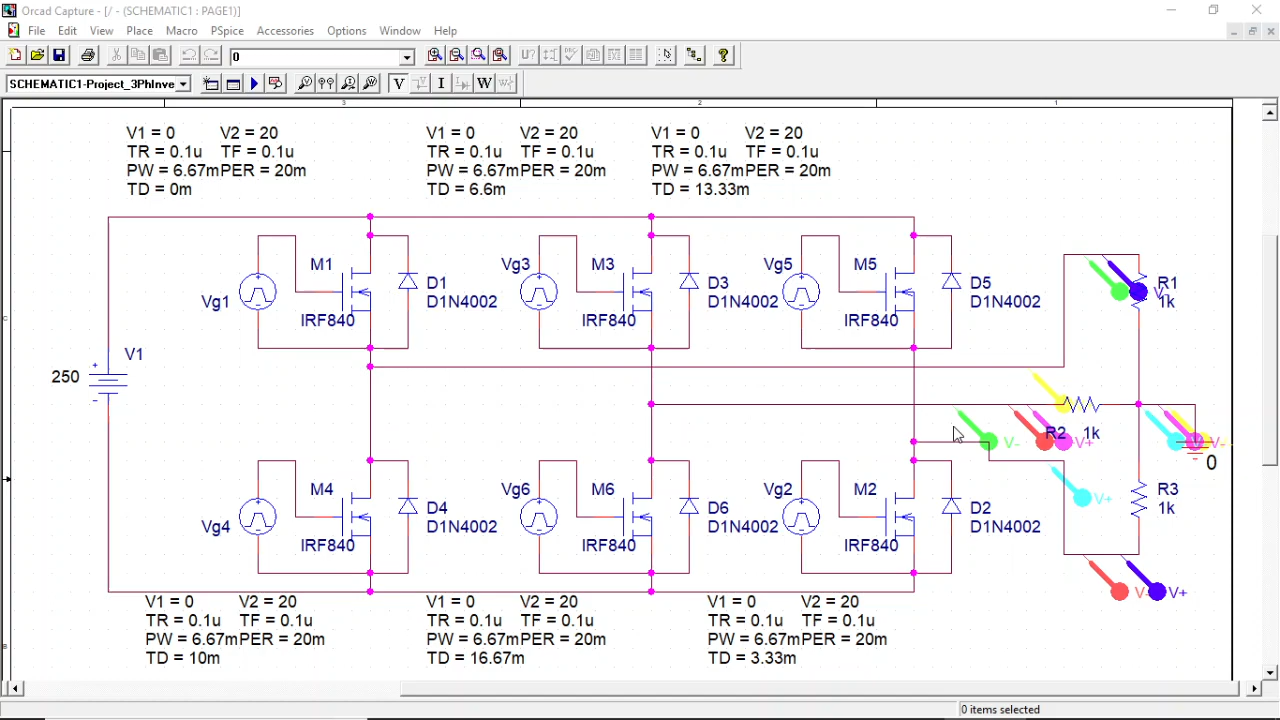 Orcad Capture - [/ - (SCHEMATIC1 : PAGE1)]
File Edit View Place Macro PSpice Accessories Options Window Help
0
U?
?
SCHEMATIC1-Project_3PhInve
V I W
3 2 1
V1 = 0 V2 = 20
TR = 0.1u TF = 0.1u
PW = 6.67mPER = 20m
TD = 0m
V1 = 0 V2 = 20
TR = 0.1u TF = 0.1u
PW = 6.67mPER = 20m
TD = 6.6m
V1 = 0 V2 = 20
TR = 0.1u TF = 0.1u
PW = 6.67mPER = 20m
TD = 13.33m
Vg1
M1
IRF840
D1
D1N4002
Vg3
M3
IRF840
D3
D1N4002
Vg5
M5
IRF840
D5
D1N4002
R1
1k
V1
250
C
R2 1k
V-
V+
V-
0
V+
Vg4
M4
IRF840
D4
D1N4002
Vg6
M6
IRF840
D6
D1N4002
Vg2
M2
IRF840
D2
D1N4002
R3
1k
V-
V+
V1 = 0 V2 = 20
TR = 0.1u TF = 0.1u
PW = 6.67mPER = 20m
TD = 10m
V1 = 0 V2 = 20
TR = 0.1u TF = 0.1u
PW = 6.67mPER = 20m
TD = 16.67m
V1 = 0 V2 = 20
TR = 0.1u TF = 0.1u
PW = 6.67mPER = 20m
TD = 3.33m
B
0 items selected